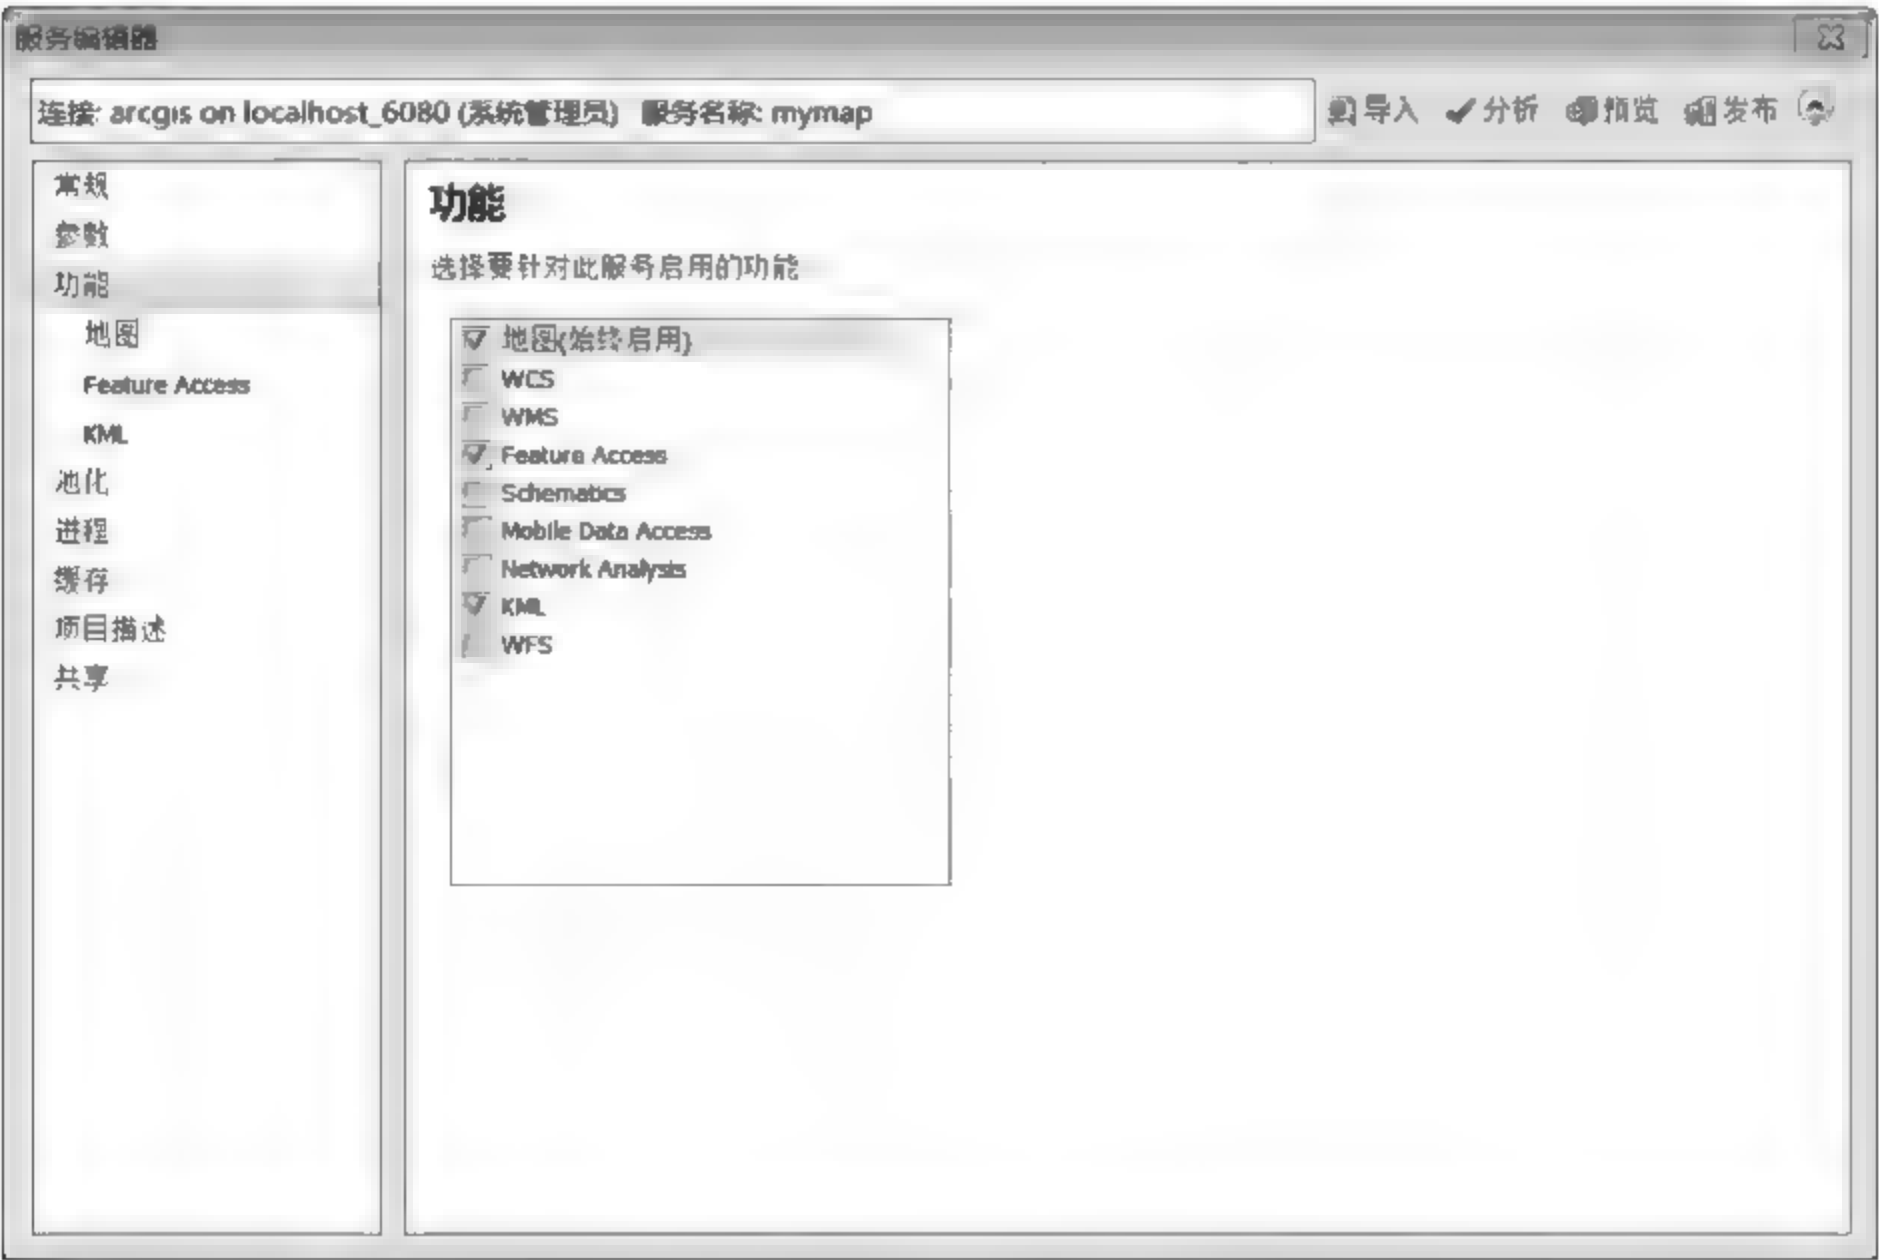 服务编辑器
连接: arcgis on localhost_6080 (系统管理员) 服务名称: mymap
导入 分析 预览 发布
常规
参数
功能
地图
Feature Access
KML
池化
进程
缓存
项目描述
共享
功能
选择要针对此服务启用的功能
地图(始终启用)
WCS
WMS
Feature Access
Schematics
Mobile Data Access
Network Analysis
KML
WFS